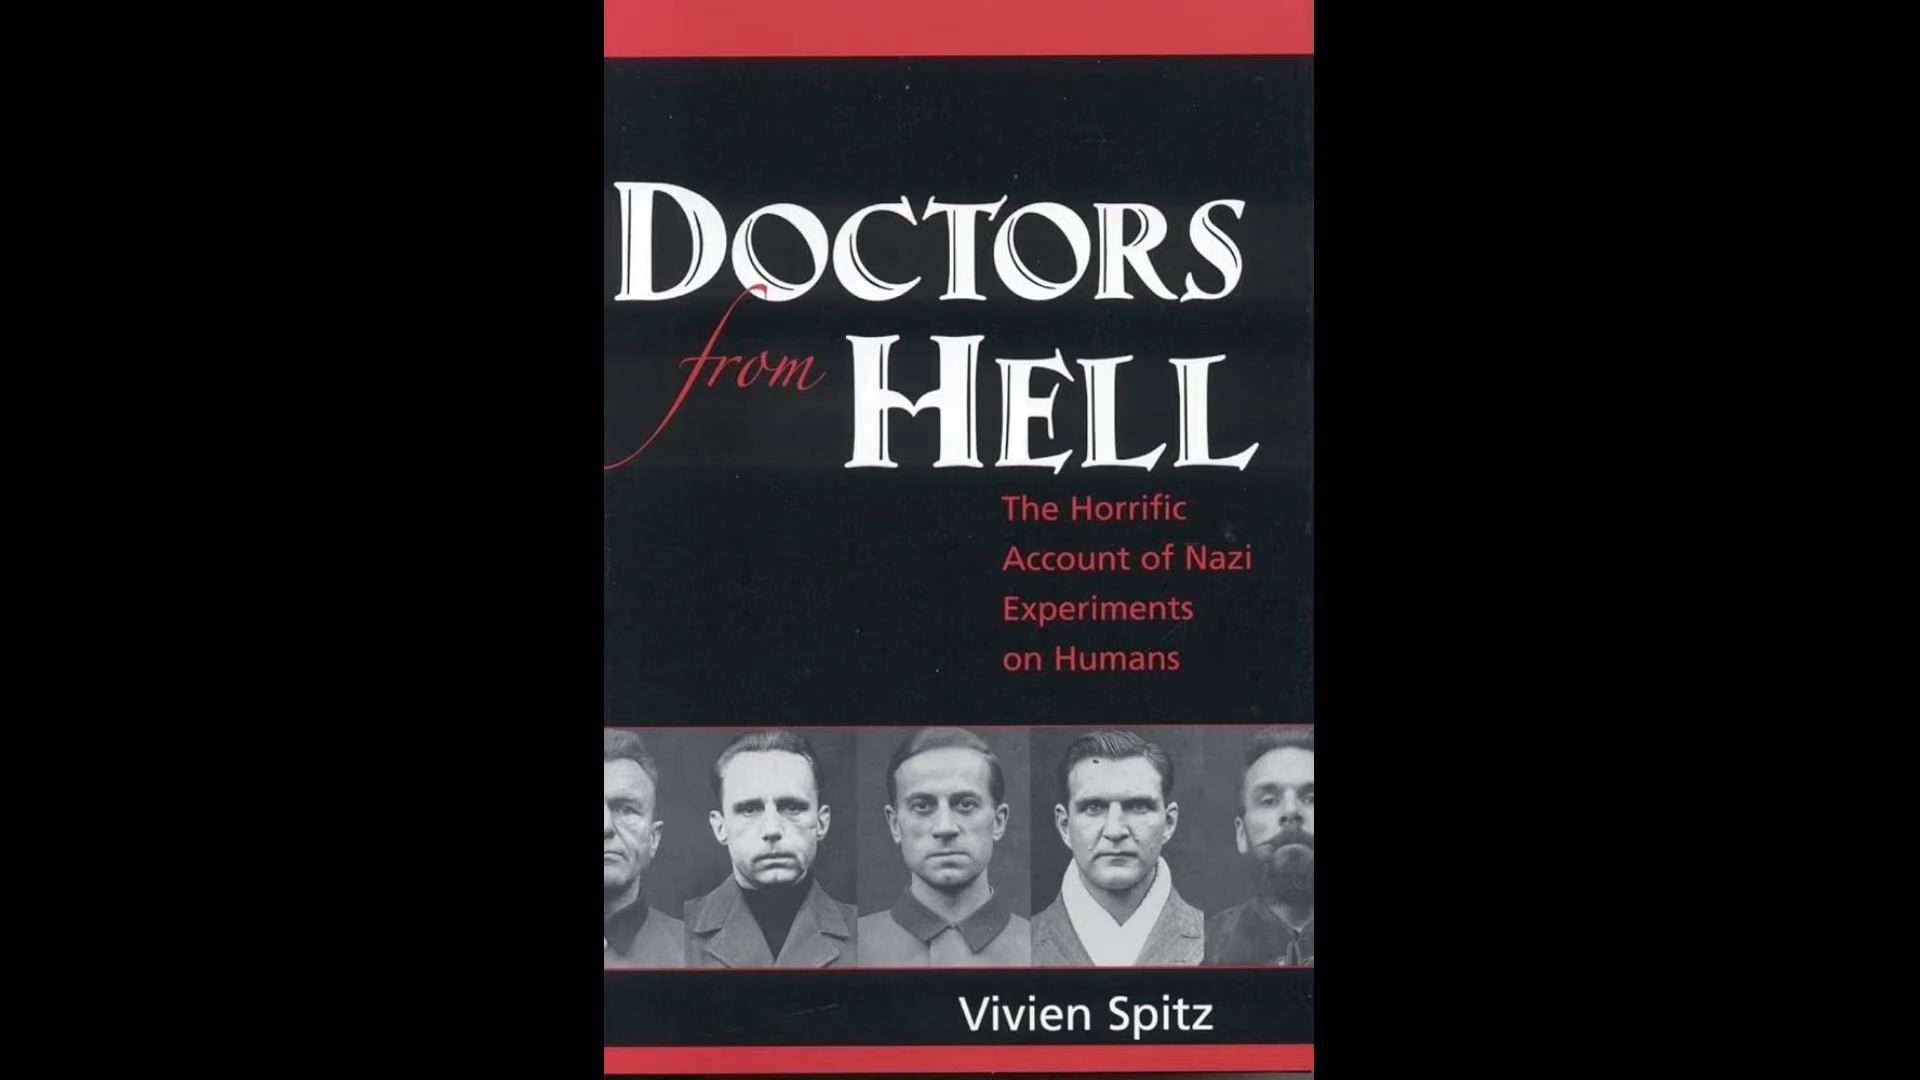 DOCTORS
from HELL
The Horrific
Account of Nazi
Experiments
on Humans
Vivien Spitz